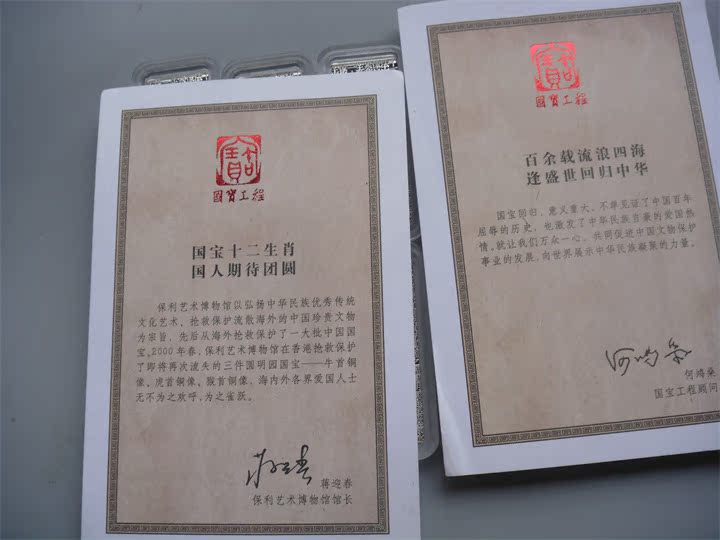 國寶工程
国宝十二生肖
国人期待团圆
保利艺术博物馆以弘扬中华民族优秀传统
文化艺术，抢救保护流散海外的中国珍贵文物
为宗旨，先后从海外抢救保护了一大批中国国
宝。2000年春，保利艺术博物馆在香港抢救保护
了即将再次流失的三件圆明园国宝——牛首铜
像、虎首铜像、猴首铜像，海内外各界爱国人士
无不为之欢呼，为之雀跃。
蒋迎春
保利艺术博物馆馆长
國寶工程
百余载流浪四海
逢盛世回归中华
国宝回归，意义重大，不单见证了中国百年
屈辱的历史，也激发了中华民族自豪的爱国热
情。就让我们万众一心，共同促进中国文物保护
事业的发展，向世界展示中华民族凝聚的力量。
何鸿燊
国宝工程顾问